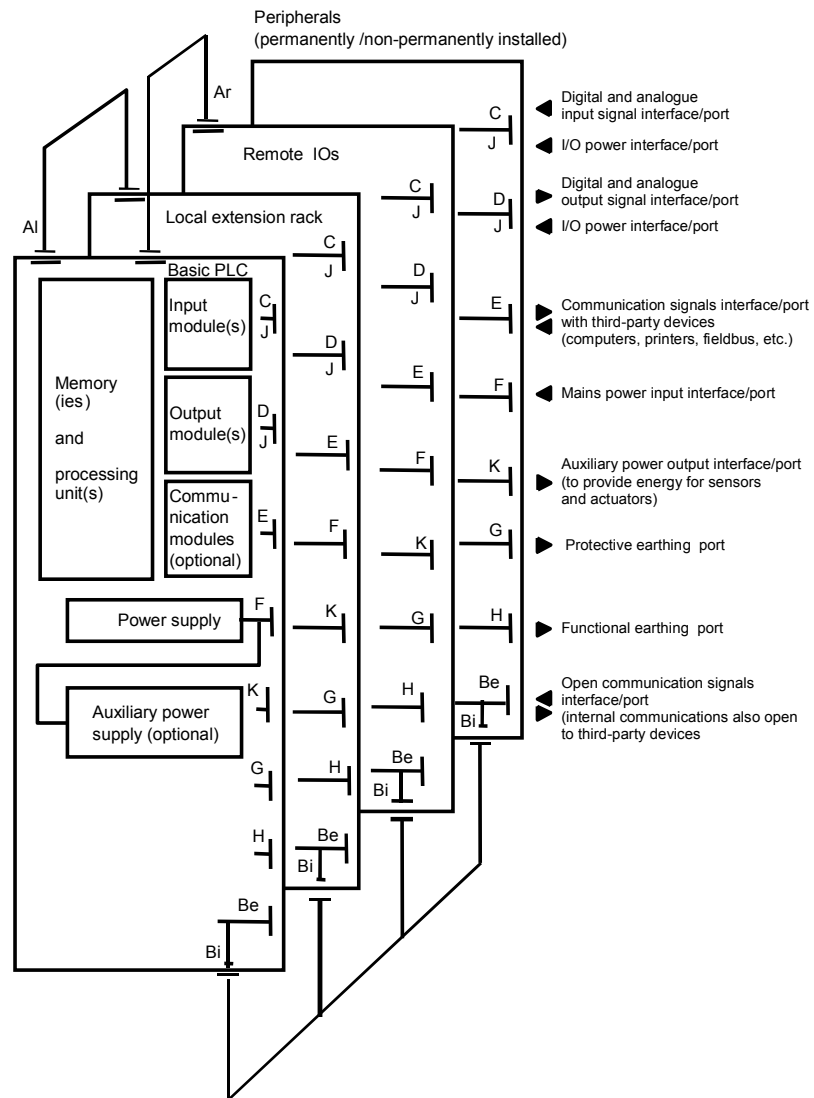 Peripherals
(permanently /non-permanently installed)
Ar
C
J
Digital and analogue
input signal interface/port
I/O power interface/port
Remote IOs
C
J
D
J
Digital and analogue
output signal interface/port
I/O power interface/port
Al
Local extension rack
C
J
D
J
E
Communication signals interface/port
with third-party devices
(computers, printers, fieldbus, etc.)
Basic PLC
Input
module(s)
C
J
D
J
E
F
Mains power input interface/port
Memory
(ies)
and
processing
unit(s)
Output
module(s)
D
J
E
F
K
Auxiliary power output interface/port
(to provide energy for sensors
and actuators)
Commu-
nication
modules
(optional)
E
F
K
G
Protective earthing port
Power supply
F
K
G
H
Functional earthing port
Auxiliary power
supply (optional)
K
G
H
Be
Bi
Open communication signals
interface/port
(internal communications also open
to third-party devices
G
H
Be
Bi
H
Be
Bi
Be
Bi